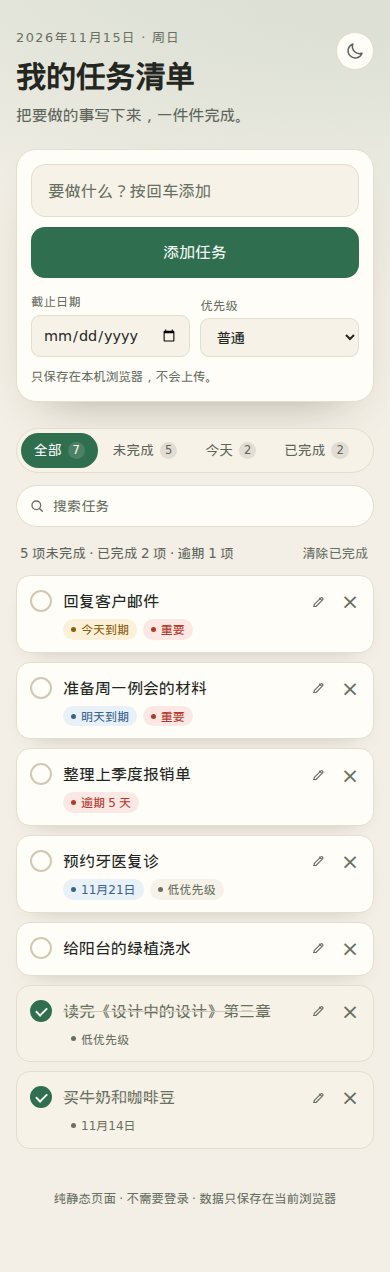 2026年11月15日 · 周日
我的任务清单
把要做的事写下来，一件件完成。
要做什么？按回车添加
添加任务
截止日期
优先级
mm/dd/yyyy
普通
只保存在本机浏览器，不会上传。
全部 7 未完成 5 今天 2 已完成 2
搜索任务
5 项未完成 · 已完成 2 项 · 逾期 1 项 清除已完成
回复客户邮件
今天到期 重要
准备周一例会的材料
明天到期 重要
整理上季度报销单
逾期 5 天
预约牙医复诊
11月21日 低优先级
给阳台的绿植浇水
读完《设计中的设计》第三章
低优先级
买牛奶和咖啡豆
11月14日
纯静态页面 · 不需要登录 · 数据只保存在当前浏览器